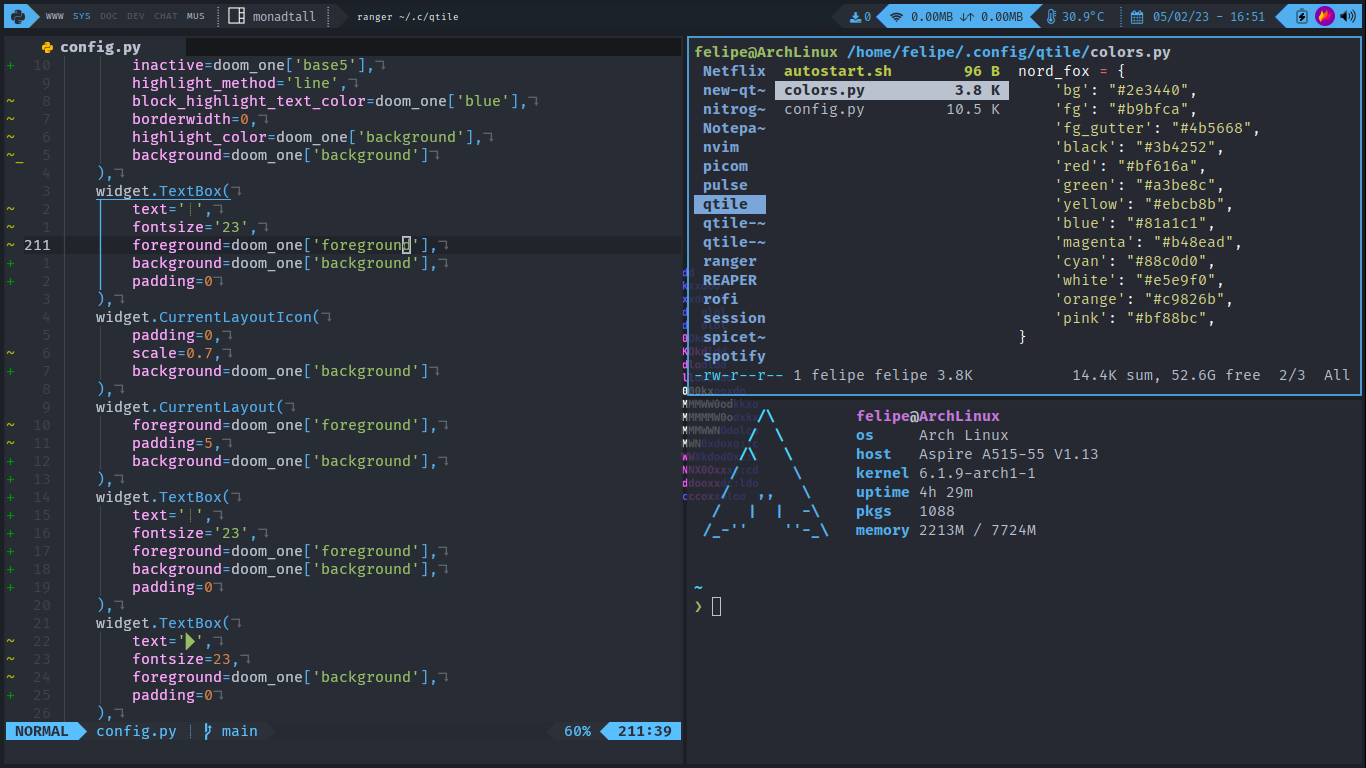 WWW SYS DOC DEV CHAT MUS monadtall ranger ~/.c/qtile 0 0.00MB ↓↑ 0.00MB 30.9°C 05/02/23 - 16:51
config.py
+ 10 inactive=doom_one['base5'],
9 highlight_method='line',
~ 8 block_highlight_text_color=doom_one['blue'],
~ 7 borderwidth=0,
~ 6 highlight_color=doom_one['background'],
~_ 5 background=doom_one['background']
4 ),
3 widget.TextBox(
~ 2 text='┊',
~ 1 fontsize='23',
~ 211 foreground=doom_one['foreground'],
+ 1 background=doom_one['background'],
+ 2 padding=0
3 ),
4 widget.CurrentLayoutIcon(
5 padding=0,
~ 6 scale=0.7,
+ 7 background=doom_one['background']
8 ),
9 widget.CurrentLayout(
~ 10 foreground=doom_one['foreground'],
~ 11 padding=5,
+ 12 background=doom_one['background'],
+ 13 ),
+ 14 widget.TextBox(
+ 15 text='┊',
+ 16 fontsize='23',
+ 17 foreground=doom_one['foreground'],
+ 18 background=doom_one['background'],
+ 19 padding=0
20 ),
21 widget.TextBox(
~ 22 text='',
~ 23 fontsize=23,
~ 24 foreground=doom_one['background'],
+ 25 padding=0
26 ),
NORMAL config.py main 60% 211:39
felipe@ArchLinux /home/felipe/.config/qtile/colors.py
Netflix autostart.sh 96 B nord_fox = {
new-qt~ colors.py 3.8 K 'bg': "#2e3440",
nitrog~ config.py 10.5 K 'fg': "#b9bfca",
Notepa~ 'fg_gutter': "#4b5668",
nvim 'black': "#3b4252",
picom 'red': "#bf616a",
pulse 'green': "#a3be8c",
qtile 'yellow': "#ebcb8b",
qtile-~ 'blue': "#81a1c1",
qtile-~ 'magenta': "#b48ead",
ranger 'cyan': "#88c0d0",
REAPER 'white': "#e5e9f0",
rofi 'orange': "#c9826b",
session 'pink': "#bf88bc",
spicet~ }
spotify
-rw-r--r-- 1 felipe felipe 3.8K 14.4K sum, 52.6G free 2/3 All
felipe@ArchLinux
os Arch Linux
host Aspire A515-55 V1.13
kernel 6.1.9-arch1-1
uptime 4h 29m
pkgs 1088
memory 2213M / 7724M
~
❯